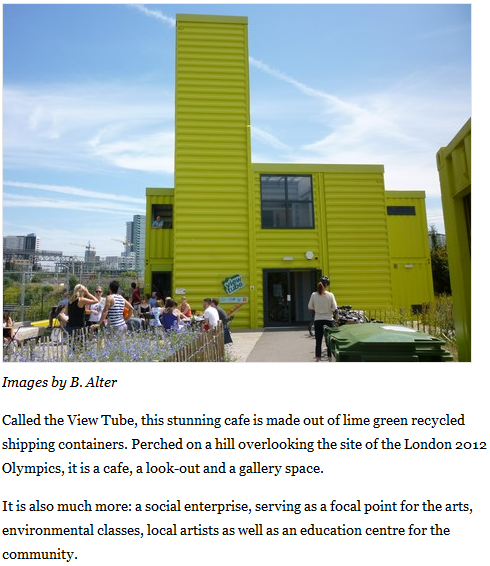 View
Tube
Images by B. Alter
Called the View Tube, this stunning cafe is made out of lime green recycled
shipping containers. Perched on a hill overlooking the site of the London 2012
Olympics, it is a cafe, a look-out and a gallery space.
It is also much more: a social enterprise, serving as a focal point for the arts,
environmental classes, local artists as well as an education centre for the
community.